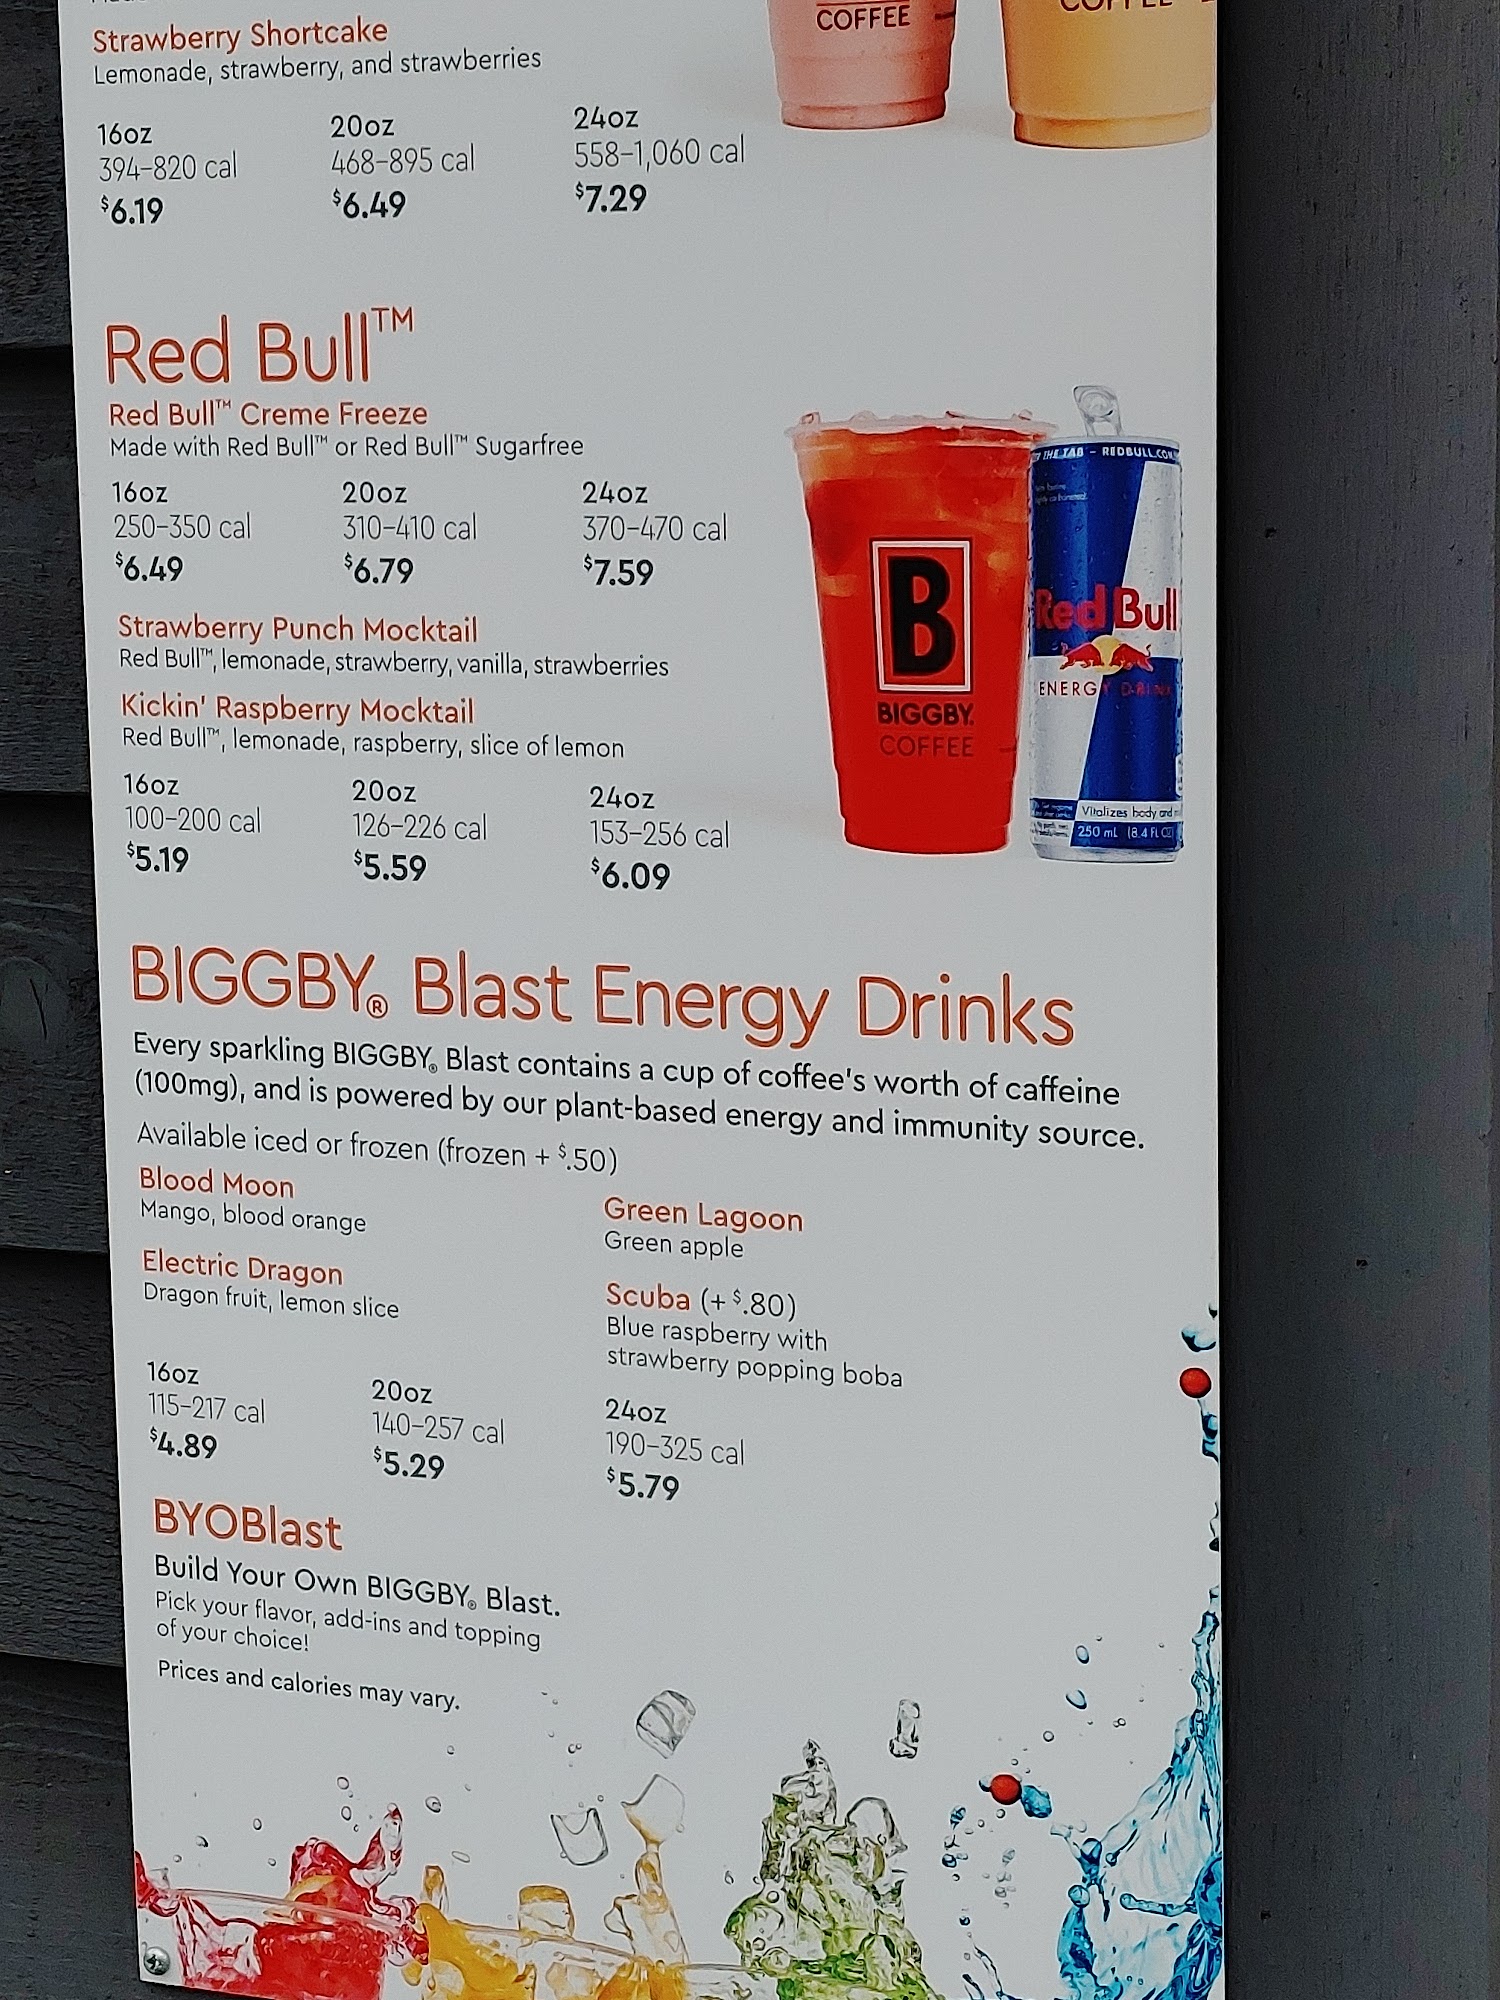 COFFEE
Strawberry Shortcake
Lemonade, strawberry, and strawberries
16oz 20oz 24oz
394–820 cal 468–895 cal 558–1,060 cal
$6.19 $6.49 $7.29
Red Bull™
Red Bull™ Creme Freeze
Made with Red Bull™ or Red Bull™ Sugarfree
16oz 20oz 24oz
250–350 cal 310–410 cal 370–470 cal
$6.49 $6.79 $7.59
Strawberry Punch Mocktail
Red Bull™, lemonade, strawberry, vanilla, strawberries
Kickin' Raspberry Mocktail
Red Bull™, lemonade, raspberry, slice of lemon
16oz 20oz 24oz
100–200 cal 126–226 cal 153–256 cal
$5.19 $5.59 $6.09
B
BIGGBY.
COFFEE
THE TAB – REDBULL.COM
Red Bull
ENERGY DRINK
Vitalizes body and
250 mL (8.4 FL OZ)
BIGGBY® Blast Energy Drinks
Every sparkling BIGGBY® Blast contains a cup of coffee's worth of caffeine
(100mg), and is powered by our plant-based energy and immunity source.
Available iced or frozen (frozen + $.50)
Blood Moon
Mango, blood orange
Electric Dragon
Dragon fruit, lemon slice
Green Lagoon
Green apple
Scuba (+ $.80)
Blue raspberry with
strawberry popping boba
16oz 20oz 24oz
115–217 cal 140–257 cal 190–325 cal
$4.89 $5.29 $5.79
BYOBlast
Build Your Own BIGGBY® Blast.
Pick your flavor, add-ins and topping
of your choice!
Prices and calories may vary.